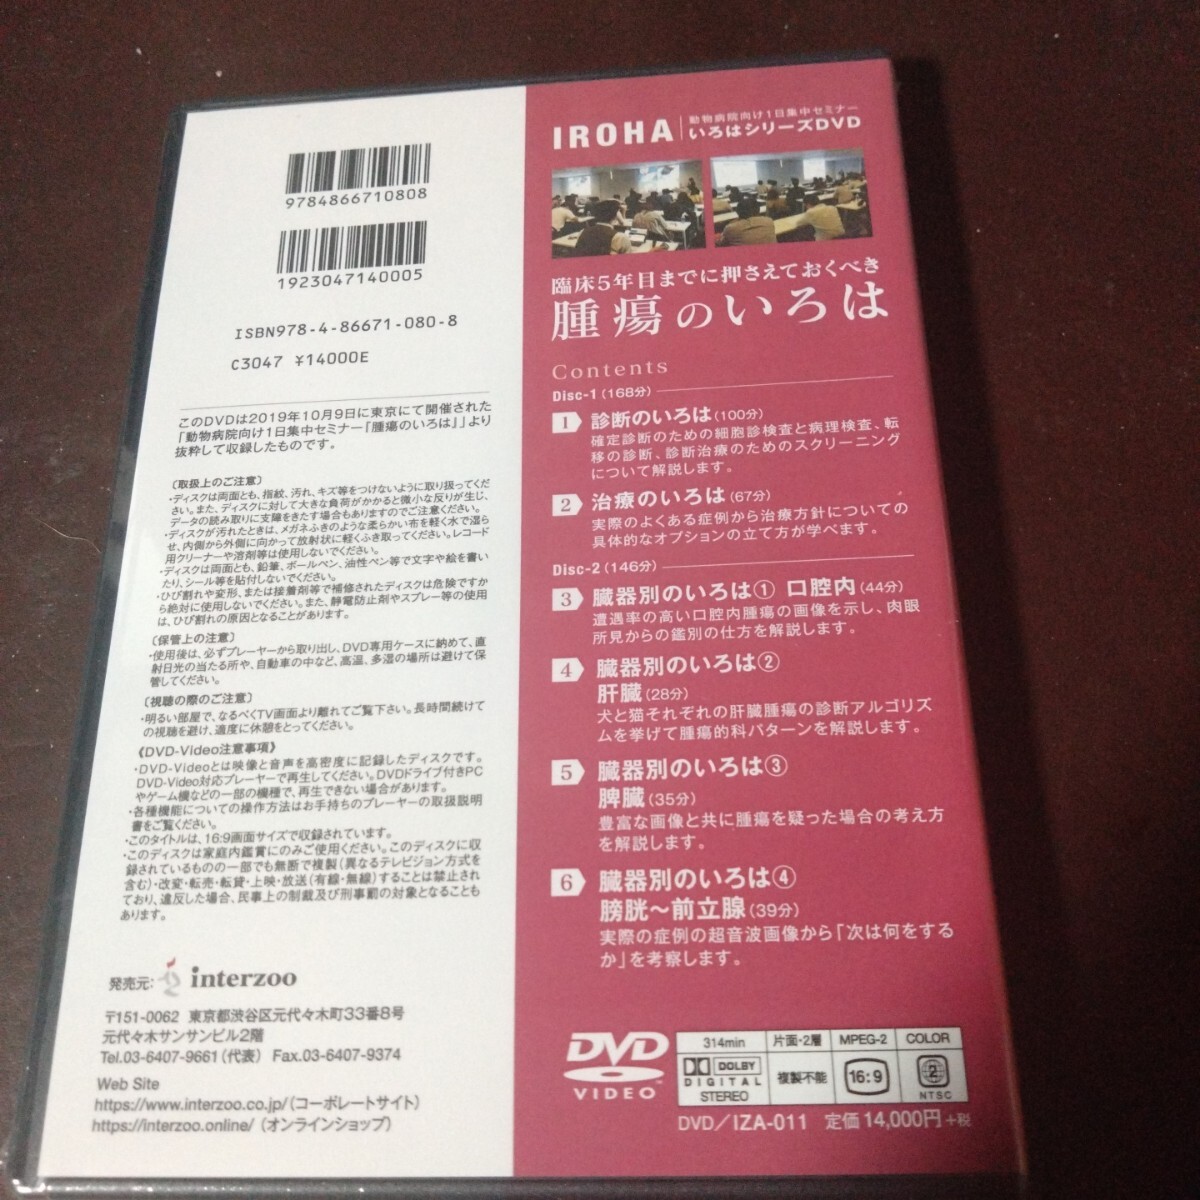 9784866710808
1923047140005
ISBN978-4-86671-080-8
C3047 ¥14000E
このDVDは2019年10月9日に東京にて開催された
「動物病院向け1日集中セミナー「腫瘍のいろは」」より
抜粋して収録したものです。
〔取扱上のご注意〕
・ディスクは両面とも、指紋、汚れ、キズ等をつけないように取り扱ってくだ
さい。また、ディスクに対して大きな負荷がかかると微小な反りが生じ、
データの読み取りに支障をきたす場合もありますのでご注意ください。
・ディスクが汚れたときは、メガネふきのような柔らかい布を軽く水で湿ら
せ、内側から外側に向かって放射状に軽くふき取ってください。レコード
用クリーナーや溶剤等は使用しないでください。
・ディスクは両面とも、鉛筆、ボールペン、油性ペン等で文字や絵を書い
たり、シール等を貼付しないでください。
・ひび割れや変形、または接着剤等で補修されたディスクは危険ですか
ら絶対に使用しないでください。また、静電防止剤やスプレー等の使用
は、ひび割れの原因となることがあります。
〔保管上の注意〕
・使用後は、必ずプレーヤーから取り出し、DVD専用ケースに納めて、直
射日光の当たる所や、自動車の中など、高温、多湿の場所は避けて保
管してください。
〔視聴の際のご注意〕
・明るい部屋で、なるべくTV画面より離れてご覧下さい。長時間続けて
の視聴を避け、適度に休憩をとってください。
《DVD-Video注意事項》
・DVD-Videoとは映像と音声を高密度に記録したディスクです。
DVD-Video対応プレーヤーで再生してください。DVDドライブ付きPC
やゲーム機などの一部の機種で、再生できない場合があります。
・各種機能についての操作方法はお手持ちのプレーヤーの取扱説明
書をご覧ください。
・このタイトルは、16:9画面サイズで収録されています。
・このディスクは家庭内鑑賞にのみご使用ください。このディスクに収
録されているものの一部でも無断で複製(異なるテレビジョン方式を
含む)・改変・転売・転貸・上映・放送(有線・無線)することは禁止され
ており、違反した場合、民事上の制裁及び刑事罰の対象となることも
あります。
発売元: interzoo
〒151-0062 東京都渋谷区元代々木町33番8号
元代々木サンサンビル2階
Tel.03-6407-9661(代表) Fax.03-6407-9374
Web Site
https://www.interzoo.co.jp/(コーポレートサイト)
https://interzoo.online/ (オンラインショップ)
IROHA
動物病院向け1日集中セミナー
いろはシリーズDVD
臨床5年目までに押さえておくべき
腫瘍のいろは
Contents
Disc-1(168分)
1 診断のいろは(100分)
確定診断のための細胞診検査と病理検査、転
移の診断、診断治療のためのスクリーニング
について解説します。
2 治療のいろは(67分)
実際のよくある症例から治療方針についての
具体的なオプションの立て方が学べます。
Disc-2(146分)
3 臓器別のいろは① 口腔内(44分)
遭遇率の高い口腔内腫瘍の画像を示し、肉眼
所見からの鑑別の仕方を解説します。
4 臓器別のいろは②
肝臓(28分)
犬と猫それぞれの肝臓腫瘍の診断アルゴリズ
ムを挙げて腫瘍的科パターンを解説します。
5 臓器別のいろは③
脾臓(35分)
豊富な画像と共に腫瘍を疑った場合の考え方
を解説します。
6 臓器別のいろは④
膀胱～前立腺(39分)
実際の症例の超音波画像から「次は何をする
か」を考察します。
DVD
VIDEO
314min 片面・2層 MPEG-2 COLOR
DOLBY
DIGITAL
STEREO
複製不能
16:9
2
NTSC
DVD／IZA-011 定価 14,000円+税